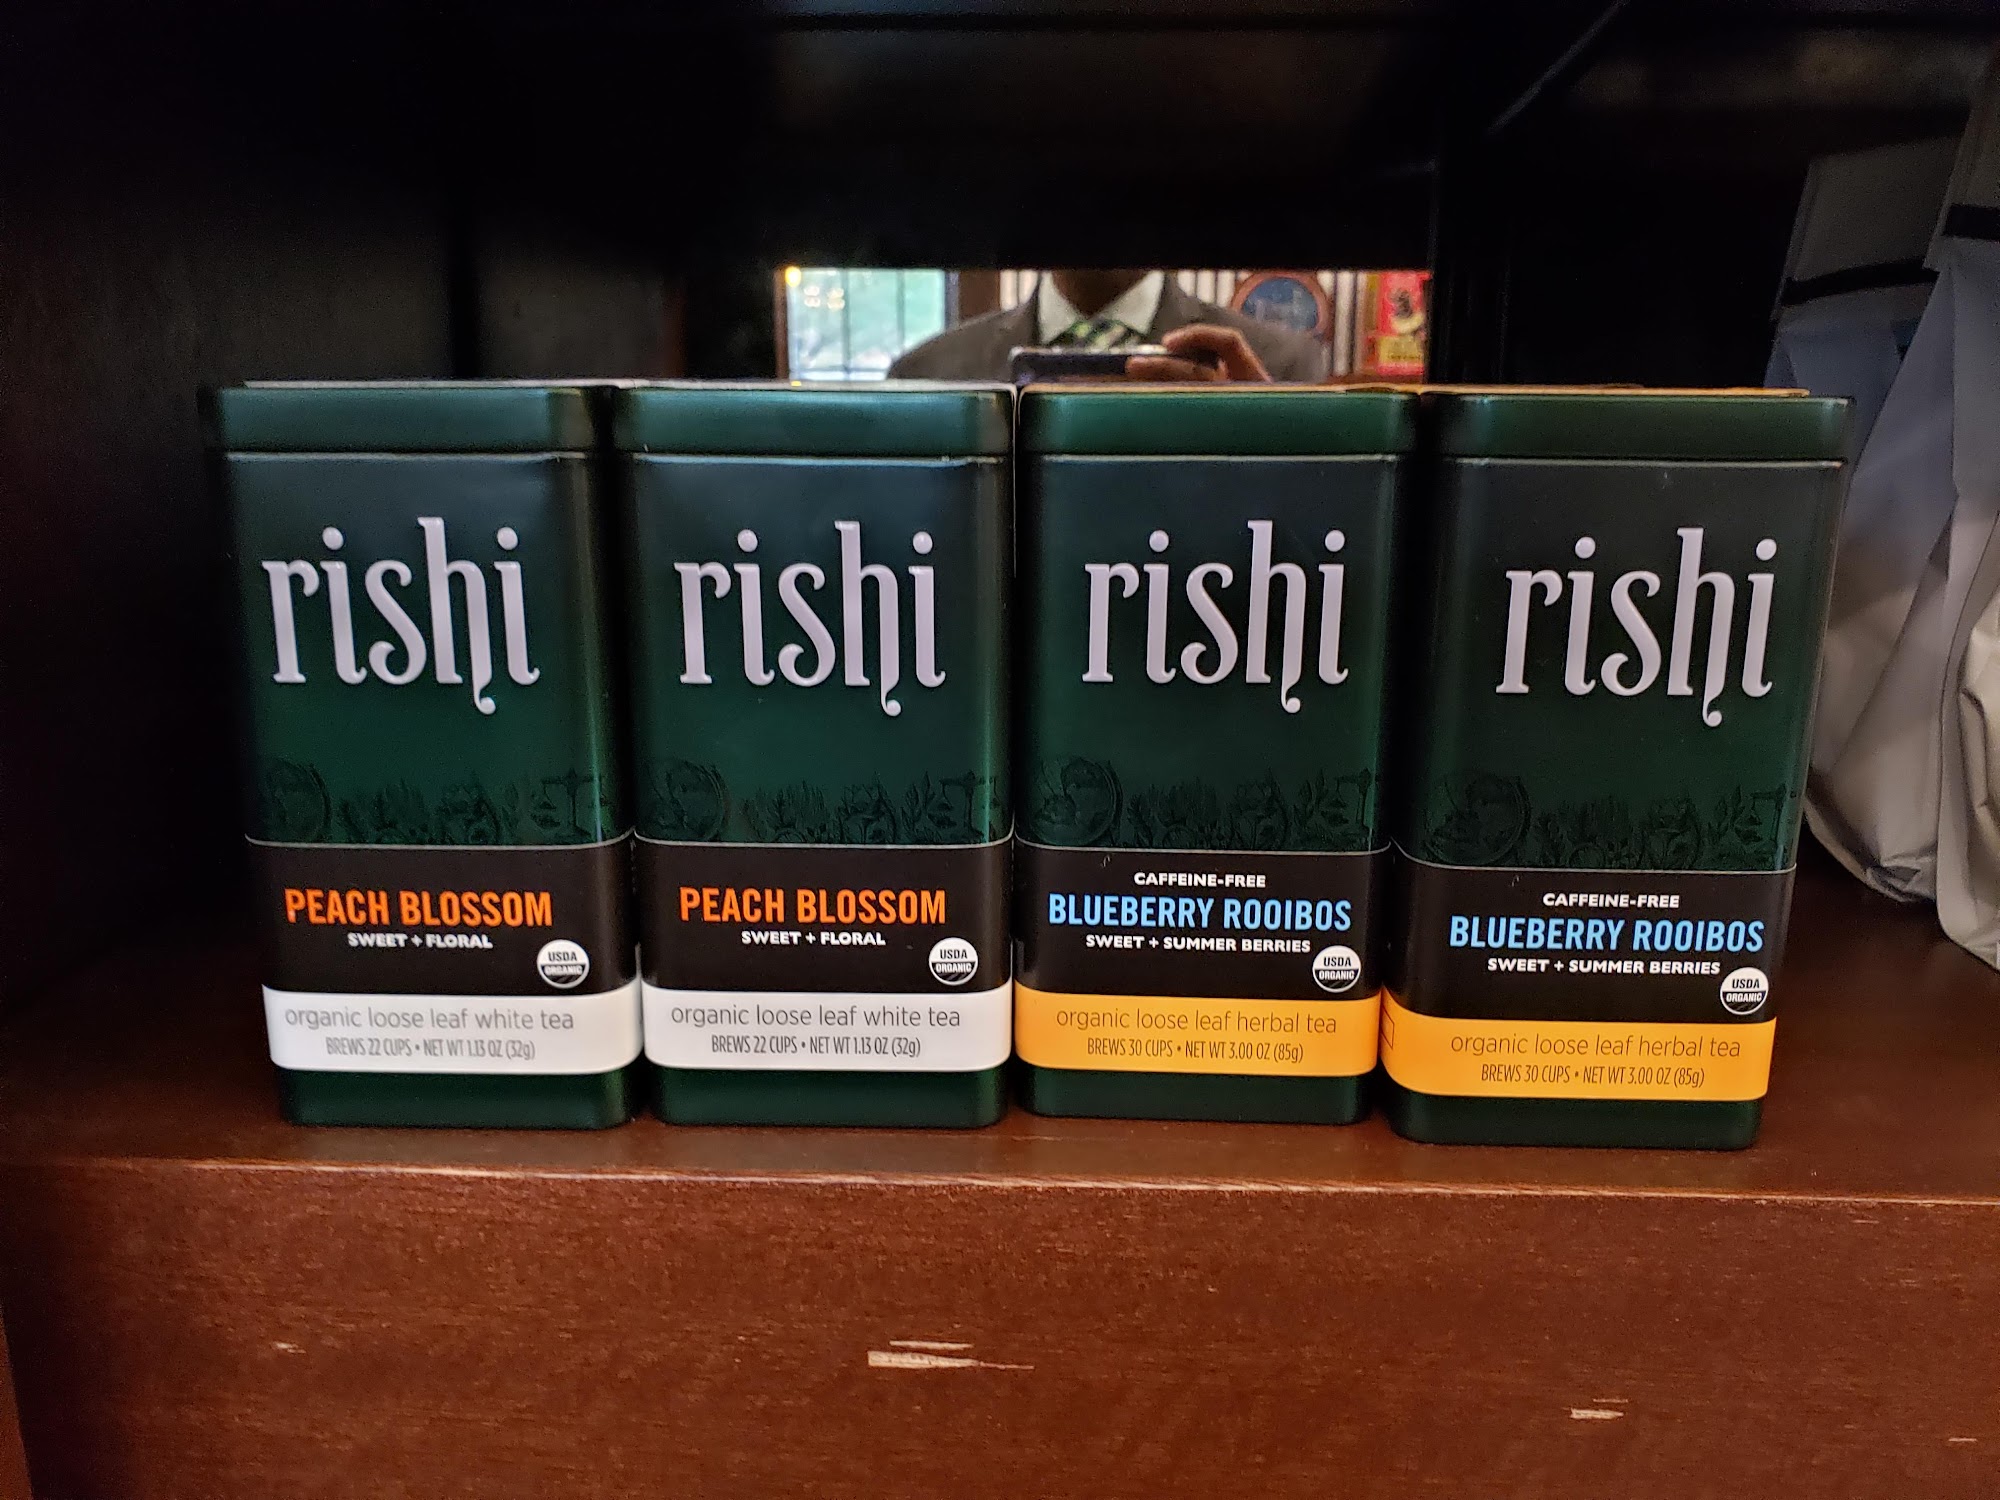 rishi
PEACH BLOSSOM
SWEET + FLORAL
USDA
ORGANIC
organic loose leaf white tea
BREWS 22 CUPS • NET WT 1.13 OZ (32g)
rishi
PEACH BLOSSOM
SWEET + FLORAL
USDA
ORGANIC
organic loose leaf white tea
BREWS 22 CUPS • NET WT 1.13 OZ (32g)
rishi
CAFFEINE-FREE
BLUEBERRY ROOIBOS
SWEET + SUMMER BERRIES
USDA
ORGANIC
organic loose leaf herbal tea
BREWS 30 CUPS • NET WT 3.00 OZ (85g)
rishi
CAFFEINE-FREE
BLUEBERRY ROOIBOS
SWEET + SUMMER BERRIES
USDA
ORGANIC
organic loose leaf herbal tea
BREWS 30 CUPS • NET WT 3.00 OZ (85g)